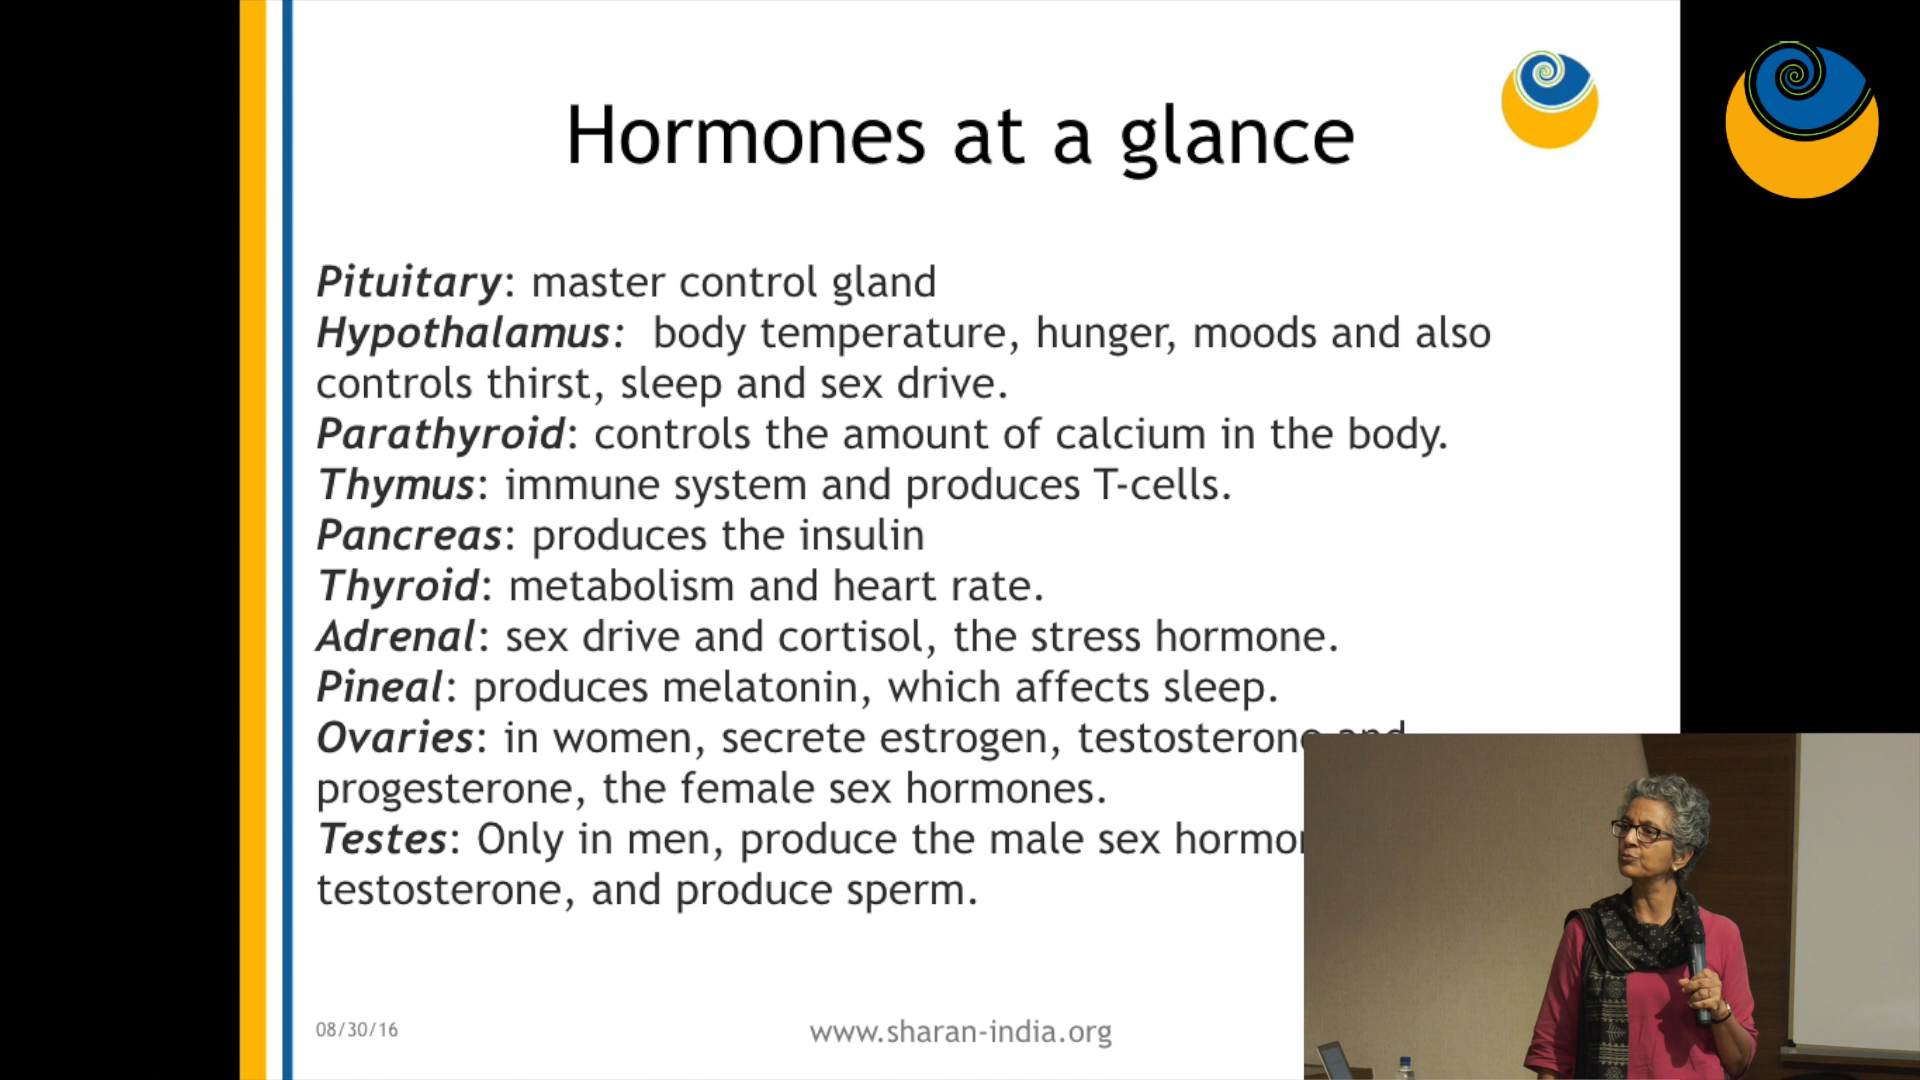 Hormones at a glance
Pituitary: master control gland
Hypothalamus:  body temperature, hunger, moods and also
controls thirst, sleep and sex drive.
Parathyroid: controls the amount of calcium in the body.
Thymus: immune system and produces T-cells.
Pancreas: produces the insulin
Thyroid: metabolism and heart rate.
Adrenal: sex drive and cortisol, the stress hormone.
Pineal: produces melatonin, which affects sleep.
Ovaries: in women, secrete estrogen, testosterone and
progesterone, the female sex hormones.
Testes: Only in men, produce the male sex
testosterone, and produce sperm.
08/30/16
www.sharan-india.org